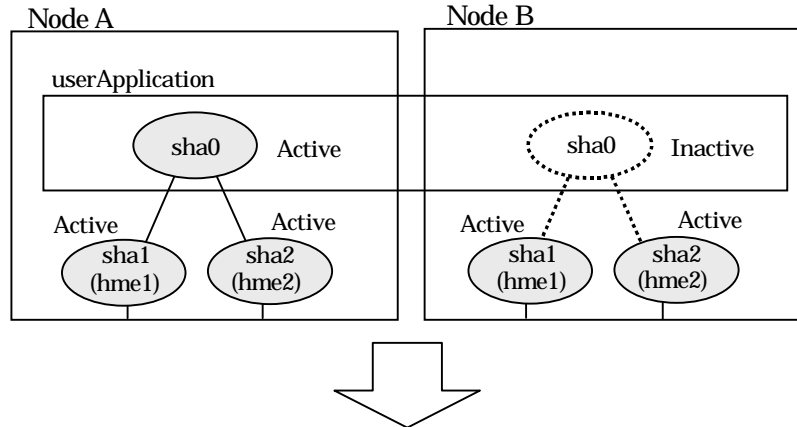 Node A
Node B
userApplication
sha0
Active
sha0
Inactive
Active
Active
Active
Active
sha1
(hme1)
sha2
(hme2)
sha1
(hme1)
sha2
(hme2)